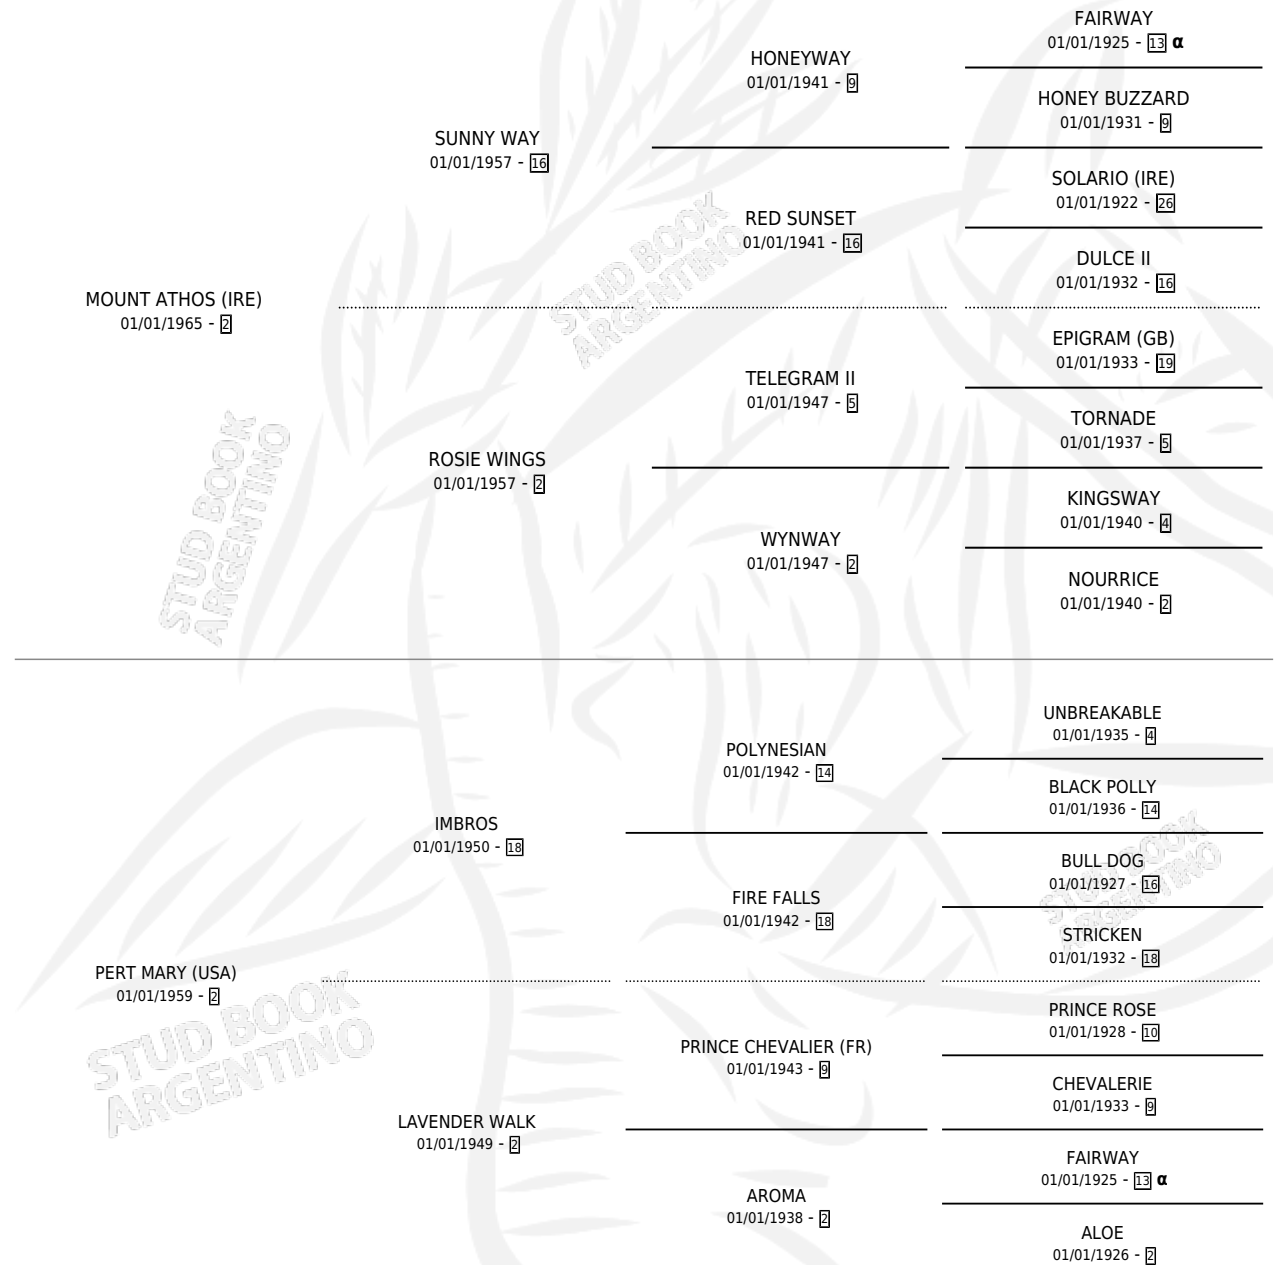 FAIRWAY
01/01/1925 - 13 α
HONEYWAY
01/01/1941 - 9
HONEY BUZZARD
01/01/1931 - 9
SUNNY WAY
01/01/1957 - 16
SOLARIO (IRE)
01/01/1922 - 26
RED SUNSET
01/01/1941 - 16
DULCE II
01/01/1932 - 16
MOUNT ATHOS (IRE)
01/01/1965 - 2
EPIGRAM (GB)
01/01/1933 - 19
TELEGRAM II
01/01/1947 - 5
TORNADE
01/01/1937 - 5
ROSIE WINGS
01/01/1957 - 2
KINGSWAY
01/01/1940 - 4
WYNWAY
01/01/1947 - 2
NOURRICE
01/01/1940 - 2
UNBREAKABLE
01/01/1935 - 4
POLYNESIAN
01/01/1942 - 14
BLACK POLLY
01/01/1936 - 14
IMBROS
01/01/1950 - 18
BULL DOG
01/01/1927 - 16
FIRE FALLS
01/01/1942 - 18
STRICKEN
01/01/1932 - 18
PERT MARY (USA)
01/01/1959 - 2
PRINCE ROSE
01/01/1928 - 10
PRINCE CHEVALIER (FR)
01/01/1943 - 9
CHEVALERIE
01/01/1933 - 9
LAVENDER WALK
01/01/1949 - 2
FAIRWAY
01/01/1925 - 13 α
AROMA
01/01/1938 - 2
ALOE
01/01/1926 - 2
STUD BOOK
ARGENTINO
STUD BOOK
ARGENTINO
STUD BOOK
ARGENTINO
STUD BOOK
ARGENTINO